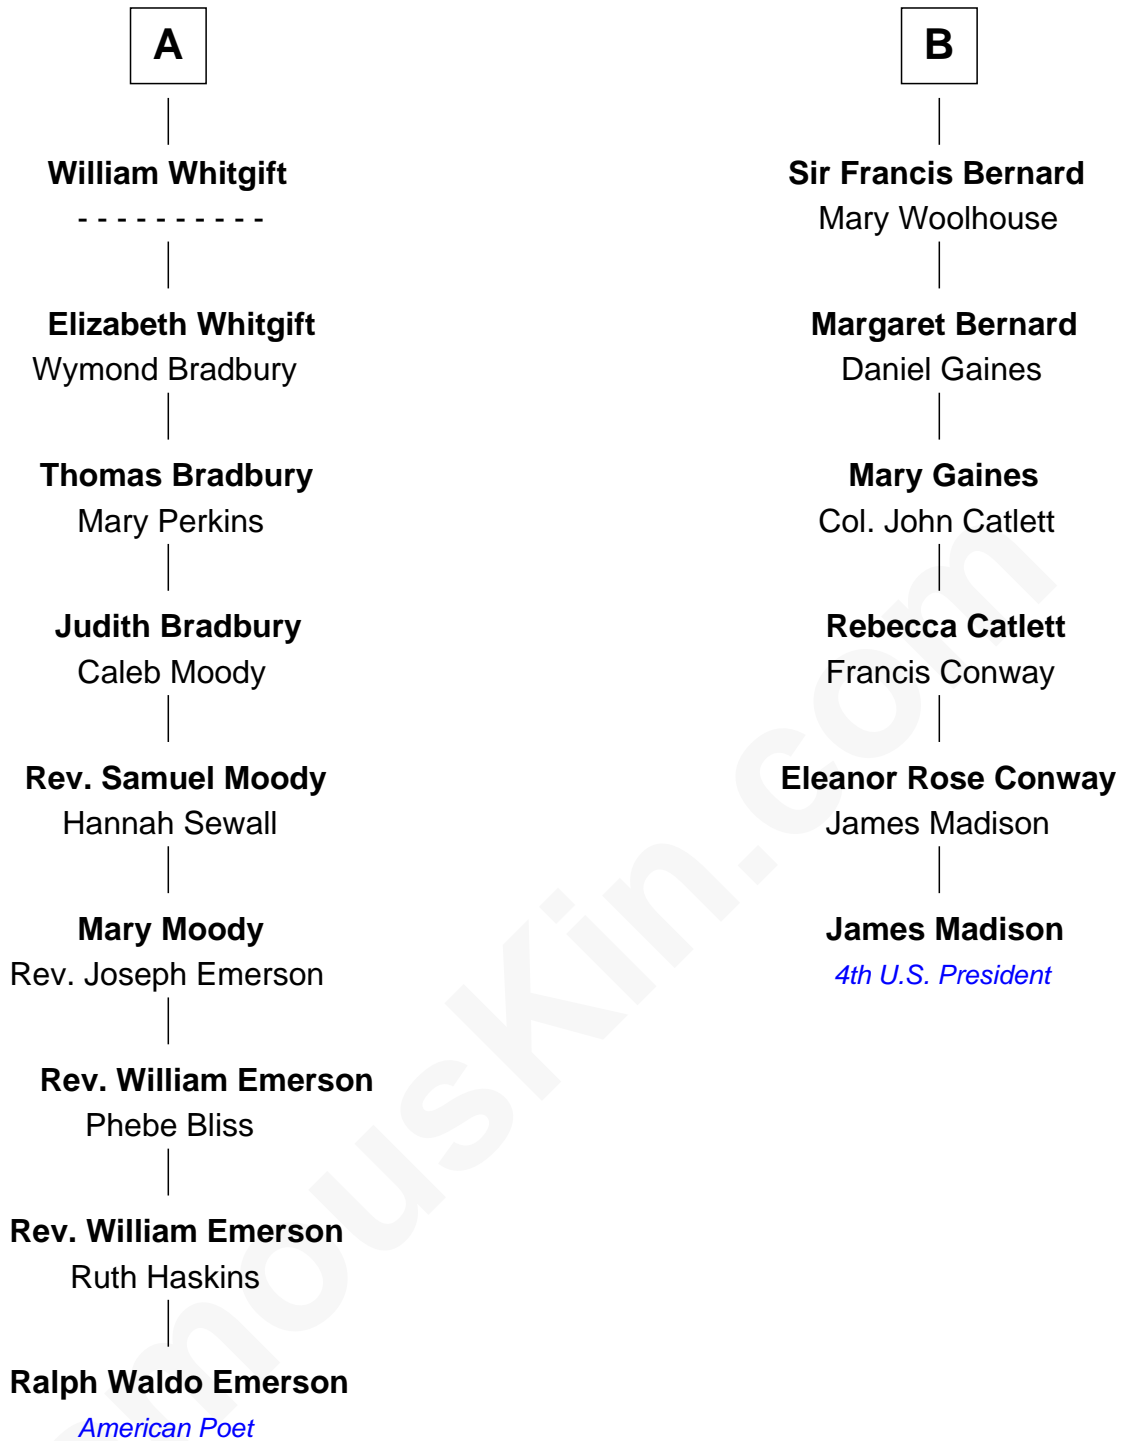 A
William Whitgift
- - - - - - - - - -
Elizabeth Whitgift
Wymond Bradbury
Thomas Bradbury
Mary Perkins
Judith Bradbury
Caleb Moody
Rev. Samuel Moody
Hannah Sewall
Mary Moody
Rev. Joseph Emerson
Rev. William Emerson
Phebe Bliss
Rev. William Emerson
Ruth Haskins
Ralph Waldo Emerson
American Poet
B
Sir Francis Bernard
Mary Woolhouse
Margaret Bernard
Daniel Gaines
Mary Gaines
Col. John Catlett
Rebecca Catlett
Francis Conway
Eleanor Rose Conway
James Madison
James Madison
4th U.S. President
mousKin.com